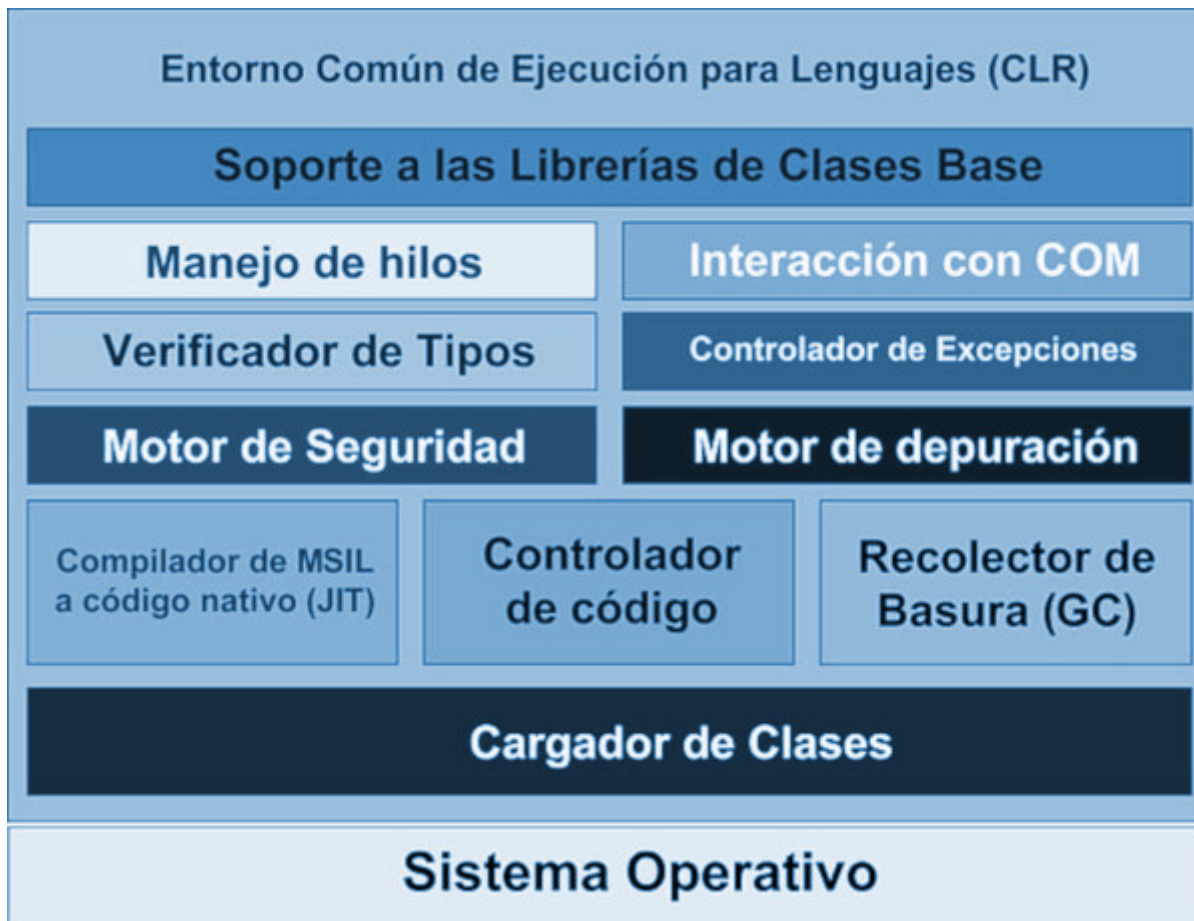 Entorno Común de Ejecución para Lenguajes (CLR)
Soporte a las Librerías de Clases Base
Manejo de hilos
Interacción con COM
Verificador de Tipos
Controlador de Excepciones
Motor de Seguridad
Motor de depuración
Compilador de MSIL
a código nativo (JIT)
Controlador
de código
Recolector de
Basura (GC)
Cargador de Clases
Sistema Operativo